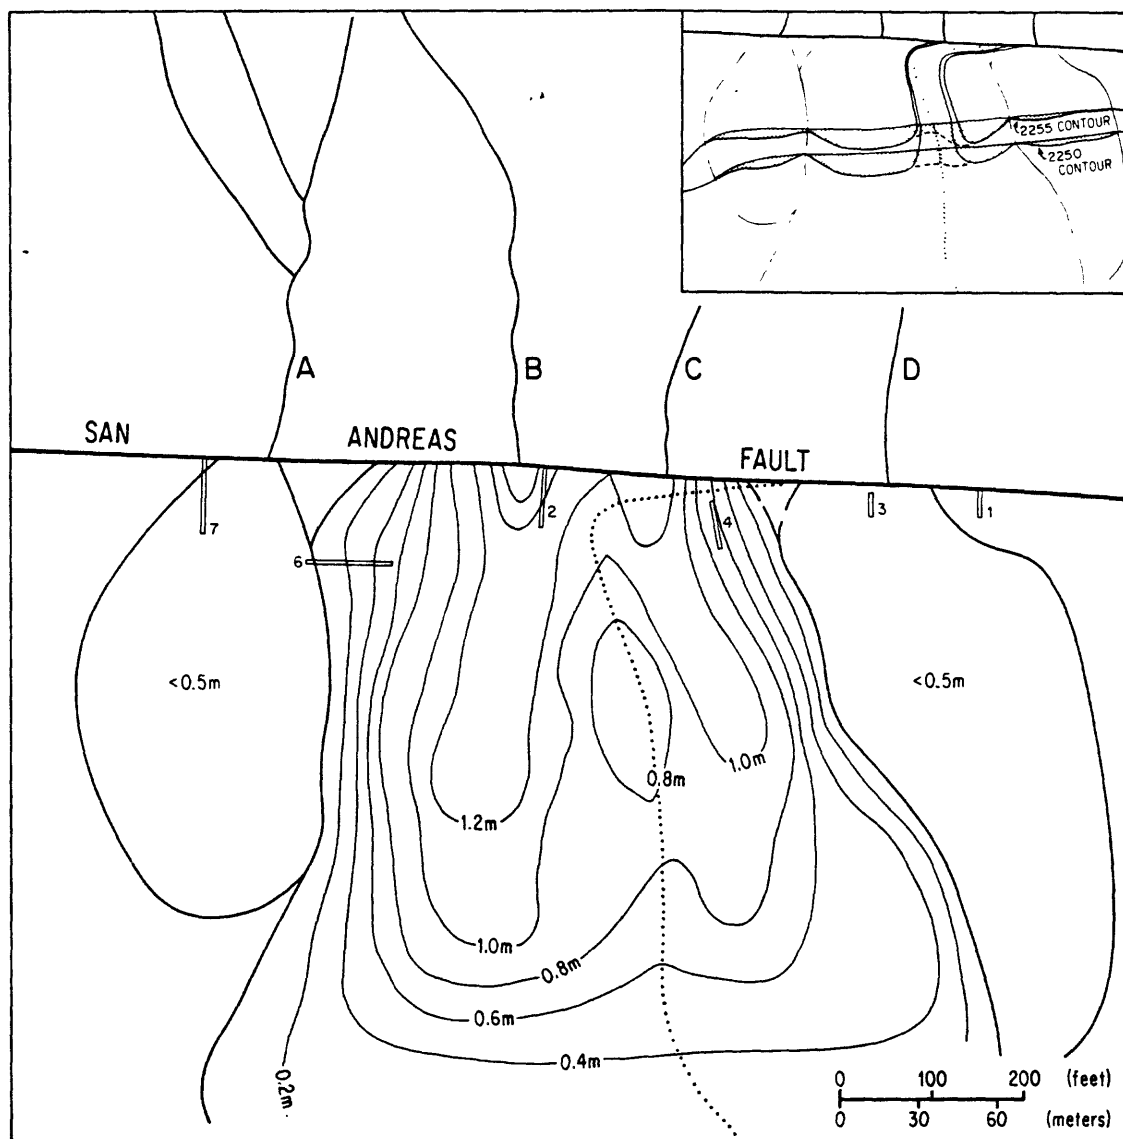 2255 CONTOUR
2250
CONTOUR
A
B
C
D
SAN ANDREAS FAULT
7
2
4
3
1
6
<0.5m
<0.5m
1.0m
0.8m
1.2m
1.0m
0.8m
0.6m
0.4m
0.2m
0 100 200 (feet)
0 30 60 (meters)